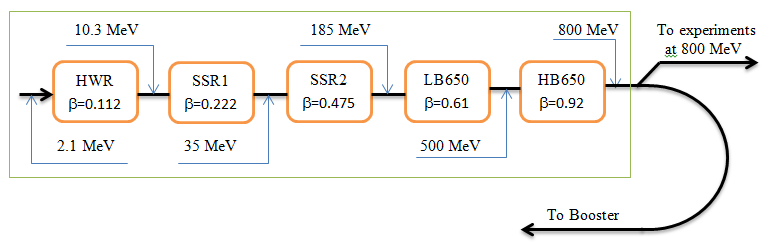 10.3 MeV
185 MeV
800 MeV
To experiments
at 800 MeV
HWR
β=0.112
SSR1
β=0.222
SSR2
β=0.475
LB650
β=0.61
HB650
β=0.92
2.1 MeV
35 MeV
500 MeV
To Booster